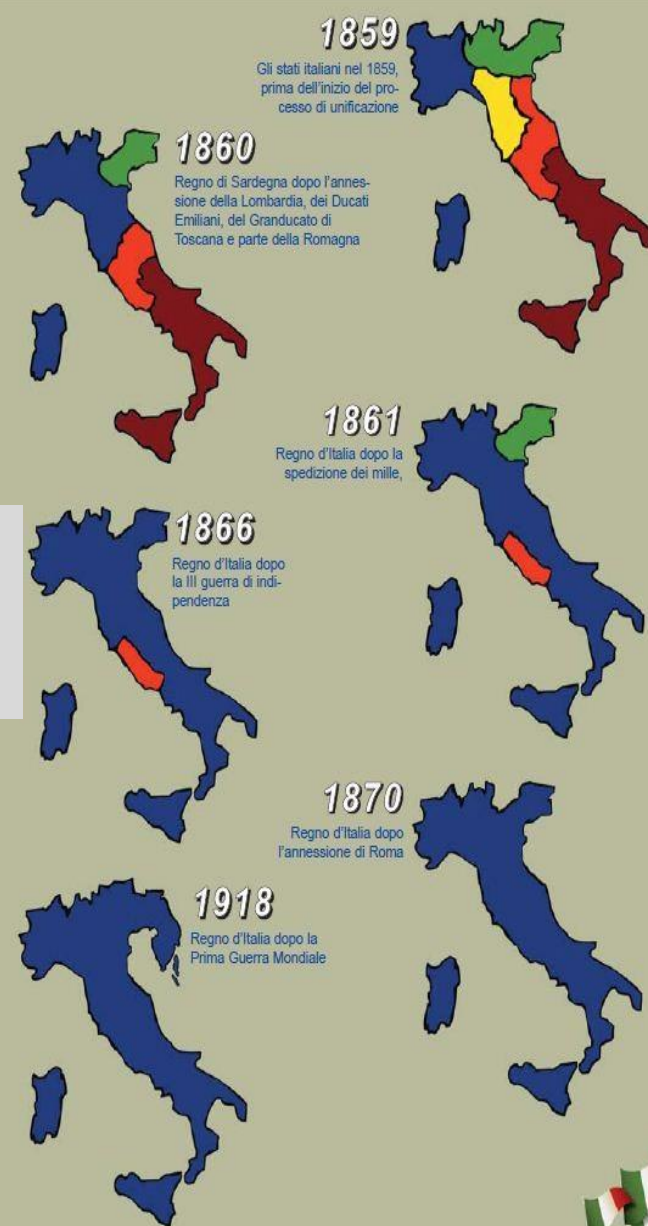 1859
Gli stati italiani nel 1859,
prima dell'inizio del pro-
cesso di unificazione
1860
Regno di Sardegna dopo l'annes-
sione della Lombardia, dei Ducati
Emiliani, del Granducato di
Toscana e parte della Romagna
1861
Regno d'Italia dopo la
spedizione dei mille,
1866
Regno d'Italia dopo
la III guerra di indi-
pendenza
1870
Regno d'Italia dopo
l'annessione di Roma
1918
Regno d'Italia dopo la
Prima Guerra Mondiale